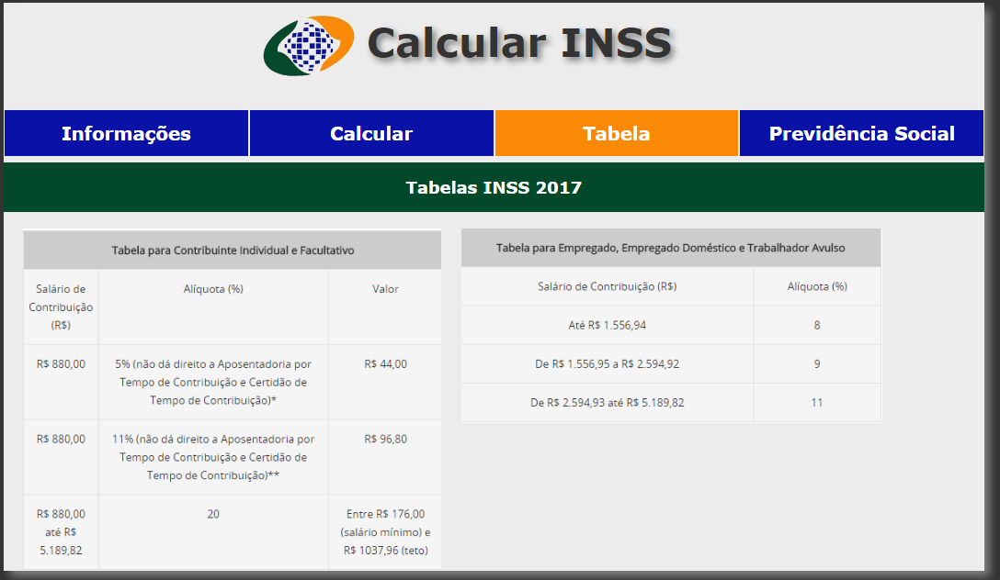 Calcular INSS
Informações
Calcular
Tabela
Previdência Social
Tabelas INSS 2017
Tabela para Contribuinte Individual e Facultativo
Salário de
Contribuição
(R$)
Alíquota (%)
Valor
R$ 880,00
5% (não dá direito a Aposentadoria por
Tempo de Contribuição e Certidão de
Tempo de Contribuição)*
R$ 44,00
R$ 880,00
11% (não dá direito a Aposentadoria por
Tempo de Contribuição e Certidão de
Tempo de Contribuição)**
R$ 96,80
R$ 880,00
até R$
5.189,82
20
Entre R$ 176,00
(salário mínimo) e
R$ 1037,96 (teto)
Tabela para Empregado, Empregado Doméstico e Trabalhador Avulso
Salário de Contribuição (R$)
Alíquota (%)
Até R$ 1.556,94
8
De R$ 1.556,95 a R$ 2.594,92
9
De R$ 2.594,93 até R$ 5.189,82
11